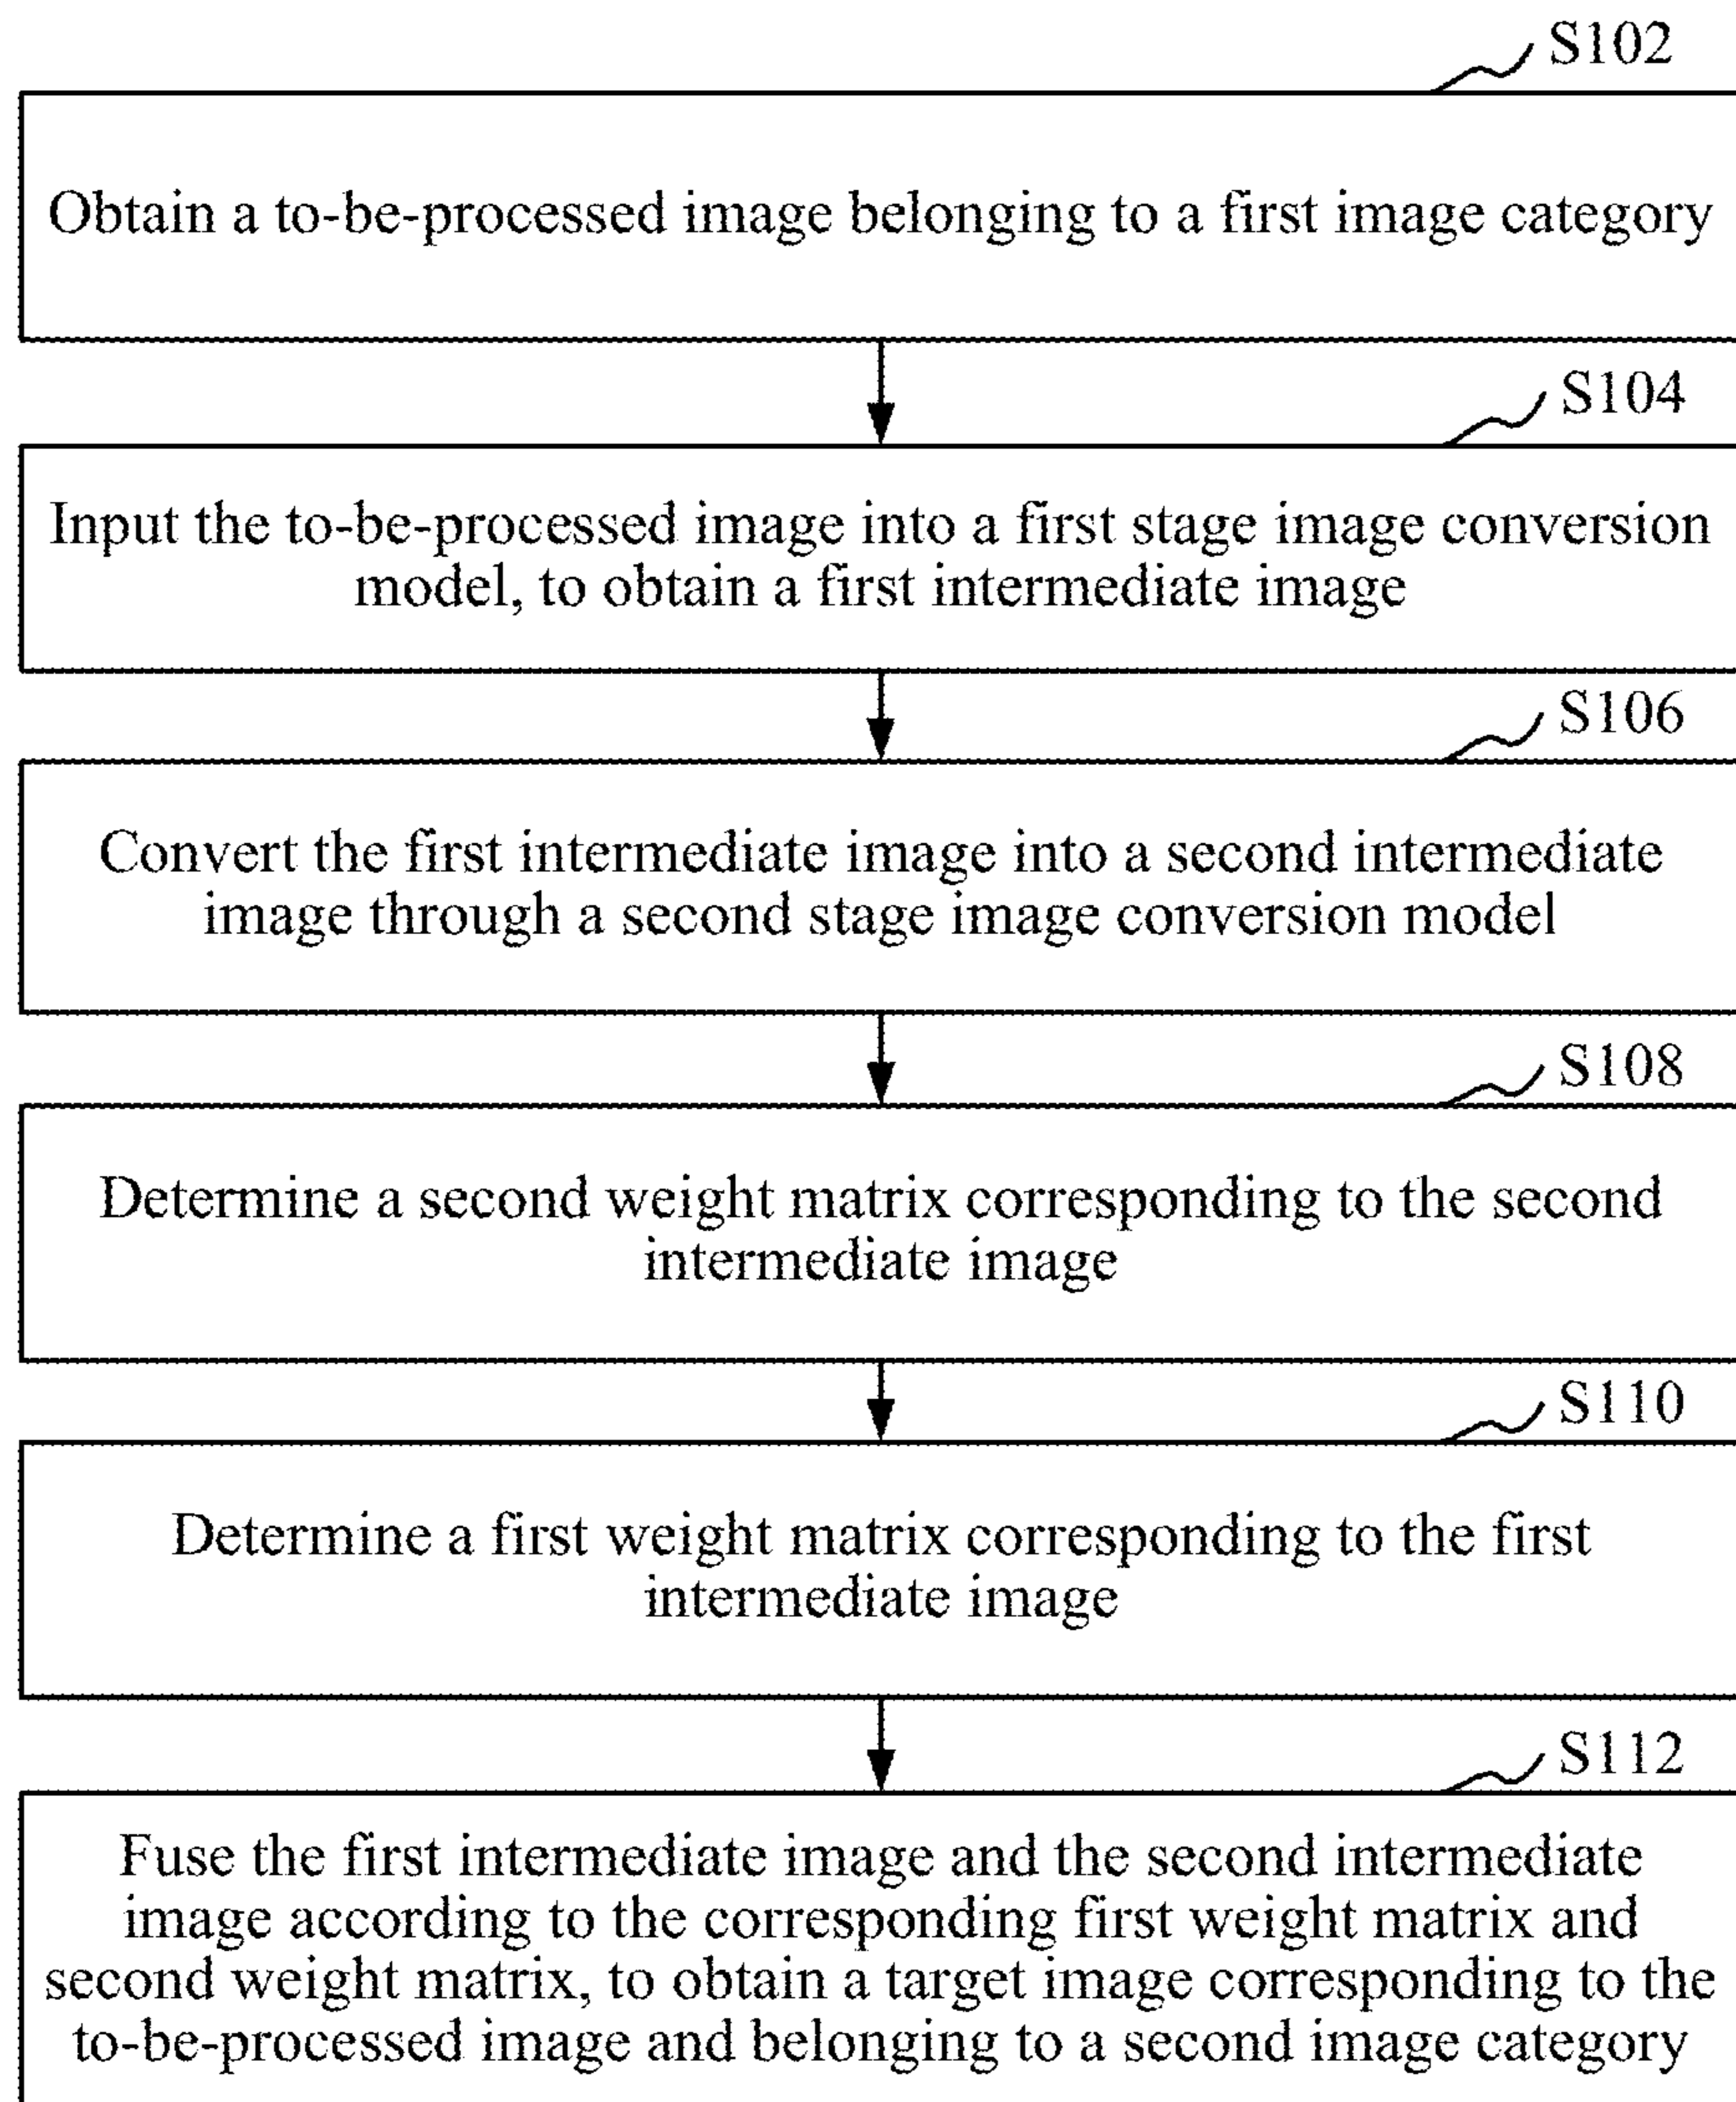 S102
Obtain a to-be-processed image belonging to a first image category
S104
Input the to-be-processed image into a first stage image conversion
model, to obtain a first intermediate image
S106
Convert the first intermediate image into a second intermediate
image through a second stage image conversion model
S108
Determine a second weight matrix corresponding to the second
intermediate image
S110
Determine a first weight matrix corresponding to the first
intermediate image
S112
Fuse the first intermediate image and the second intermediate
image according to the corresponding first weight matrix and
second weight matrix, to obtain a target image corresponding to the
to-be-processed image and belonging to a second image category